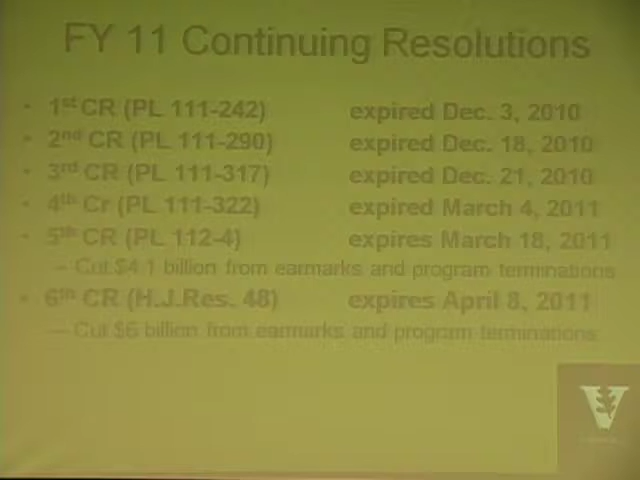 FY 11 Continuing Resolutions
• 1st CR (PL 111-242) expired Dec. 3, 2010
• 2nd CR (PL 111-290) expired Dec. 18, 2010
• 3rd CR (PL 111-317) expired Dec. 21, 2010
• 4th Cr (PL 111-322) expired March 4, 2011
• 5th CR (PL 112-4) expires March 18, 2011
– Cut $4.1 billion from earmarks and program terminations
• 6th CR (H.J.Res. 48) expires April 8, 2011
– Cut $6 billion from earmarks and program terminations
V